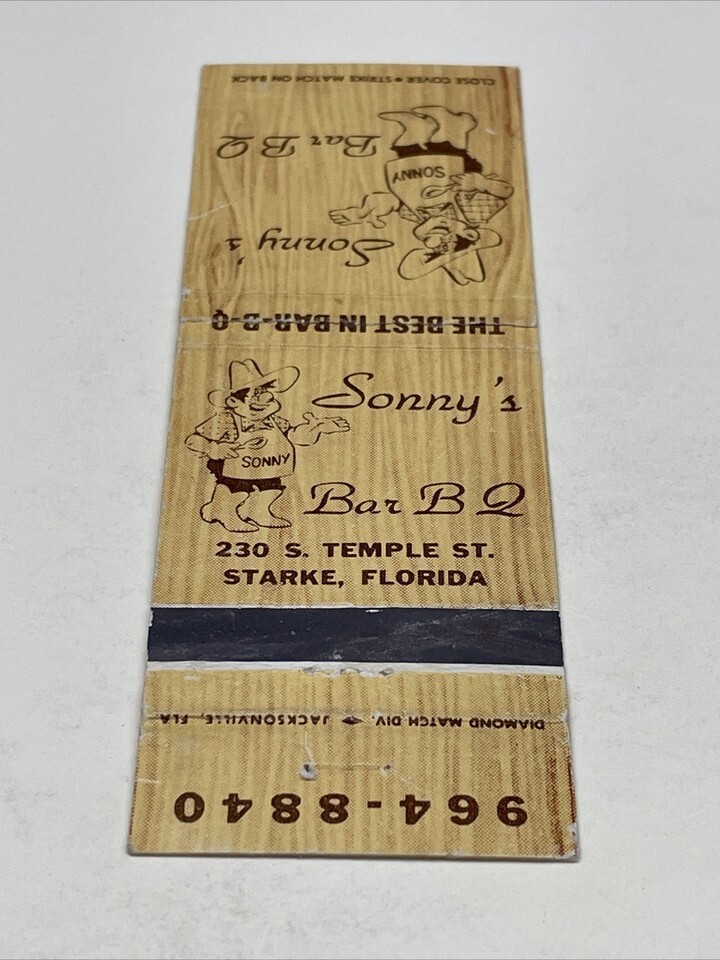 CLOSE COVER • STRIKE MATCH ON BACK
Bar B Q
SONNY
Sonny's
THE BEST IN BAR-B-Q
Sonny's
SONNY
Bar B Q
230 S. TEMPLE ST.
STARKE, FLORIDA
DIAMOND MATCH DIV. JACKSONVILLE, FLA
964-8840